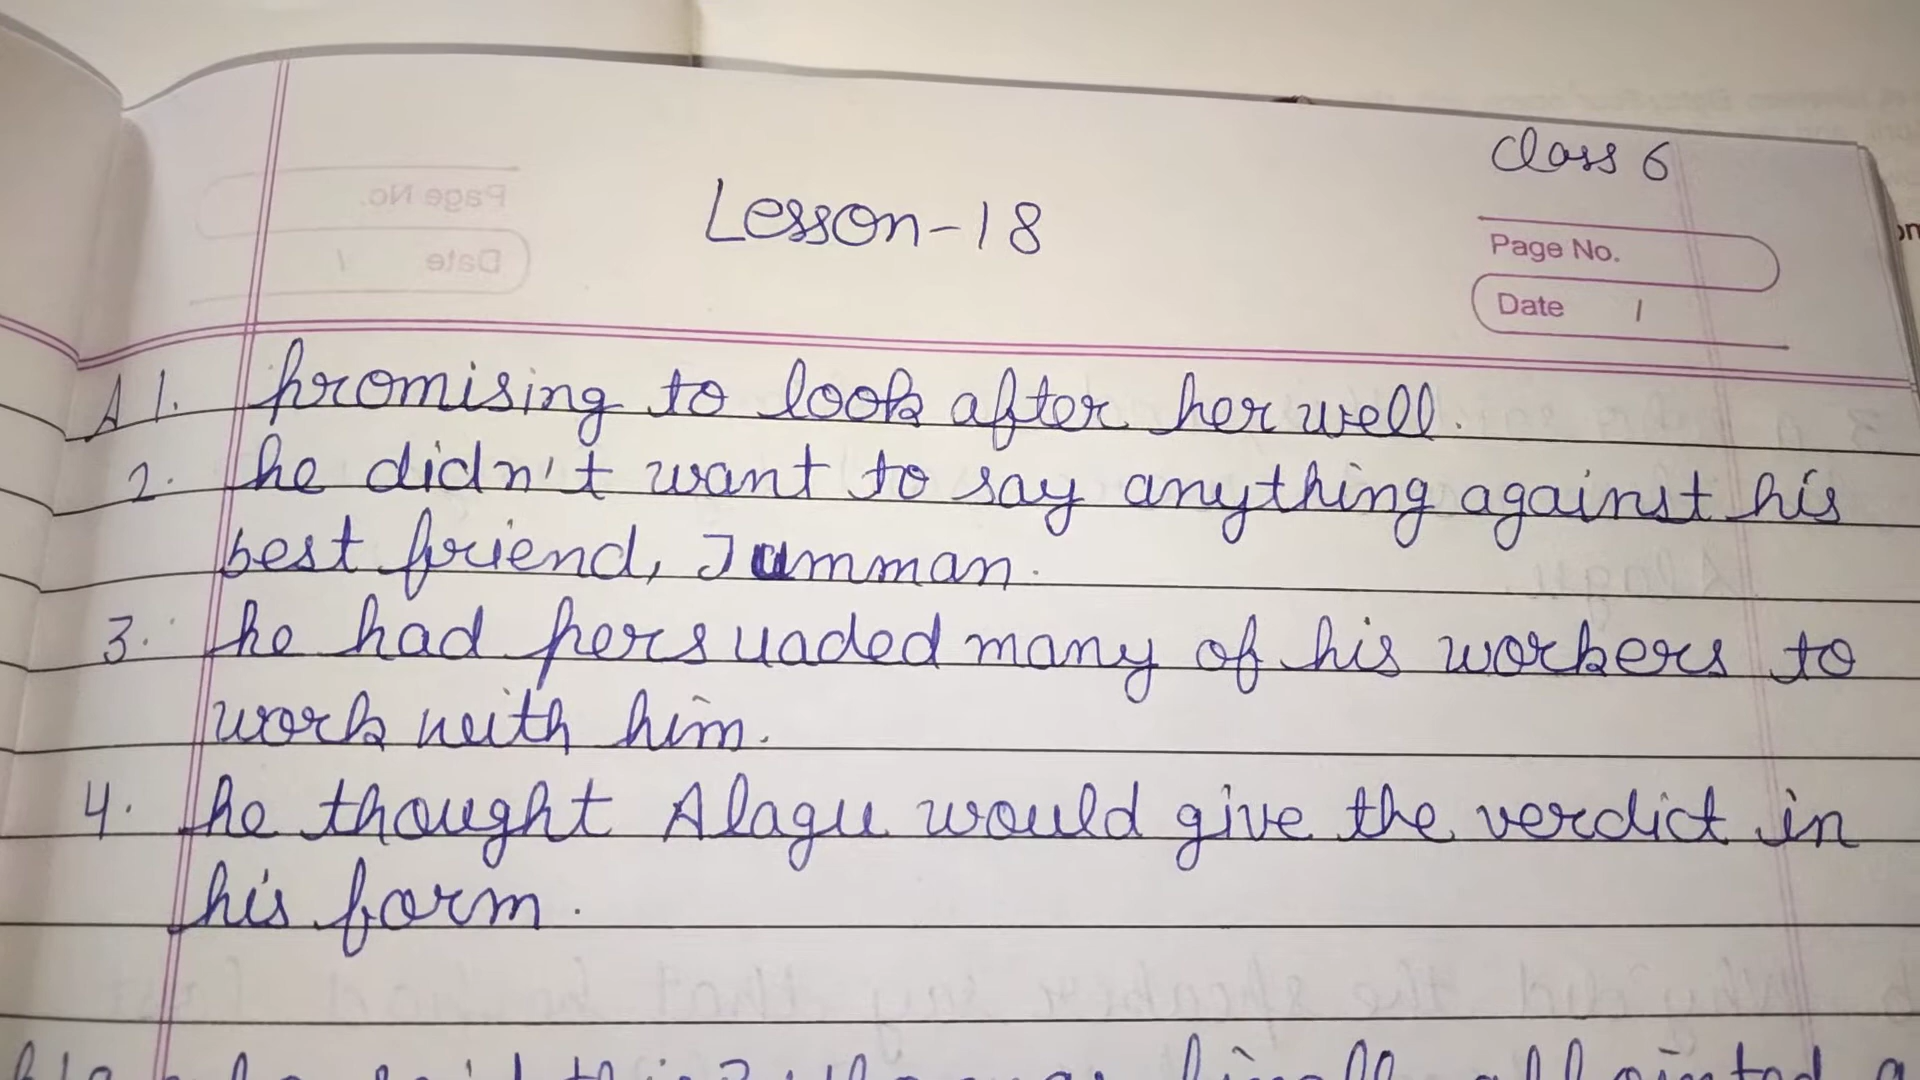 Class 6
Lesson-18
Page No.
Date /
A 1. promising to look after her well.
2. he didn't want to say anything against his
best friend, Jumman.
3. he had persuaded many of his workers to
work with him.
4. he thought Alagu would give the verdict in
his form.